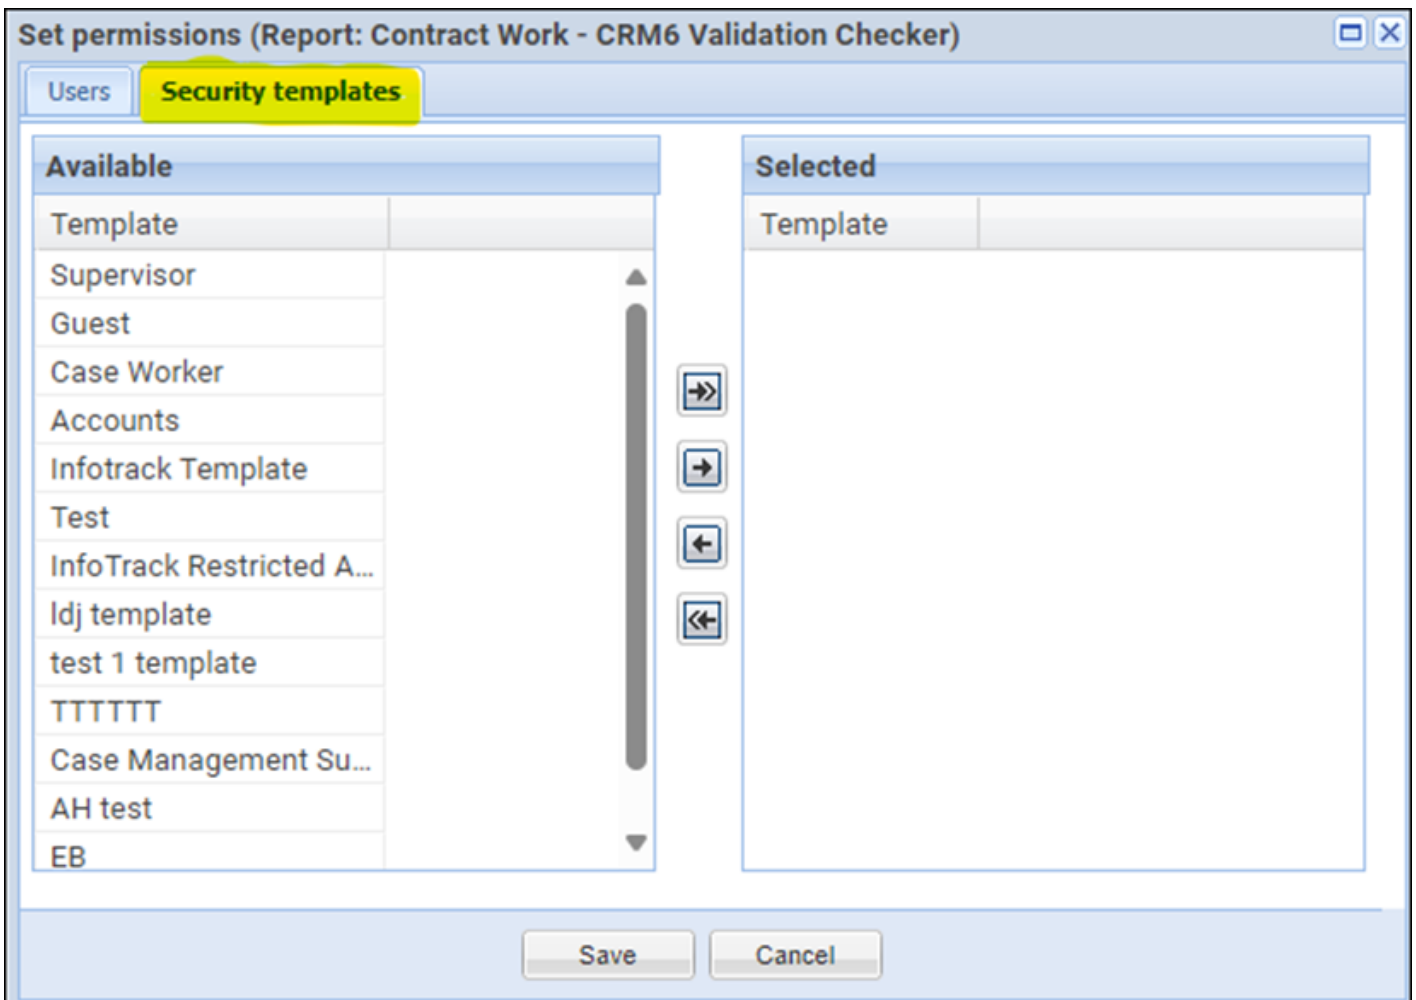 Set permissions (Report: Contract Work - CRM6 Validation Checker)
Users
Security templates
Available
Template
Supervisor
Guest
Case Worker
Accounts
Infotrack Template
Test
InfoTrack Restricted A...
ldj template
test 1 template
TTTTTT
Case Management Su...
AH test
EB
Selected
Template
Save
Cancel